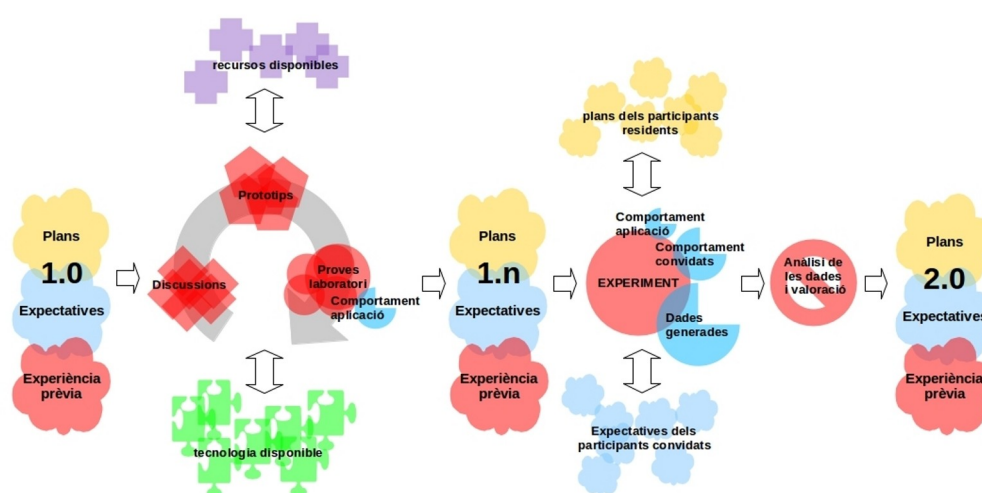 recursos disponibles
Prototips
Discussions
Proves
laboratori
Comportament
aplicació
tecnologia disponible
Plans
1.0
Expectatives
Experiència
prèvia
1.n
Expectatives
plans dels participants
residents
Comportament
aplicació
Comportament
convidats
EXPERIMENT
Dades
generades
Expectatives dels
participants convidats
Plans
Experiència
prèvia
Anàlisi de
les dades
i valoració
Plans
2.0
Expectatives
Experiència
prèvia